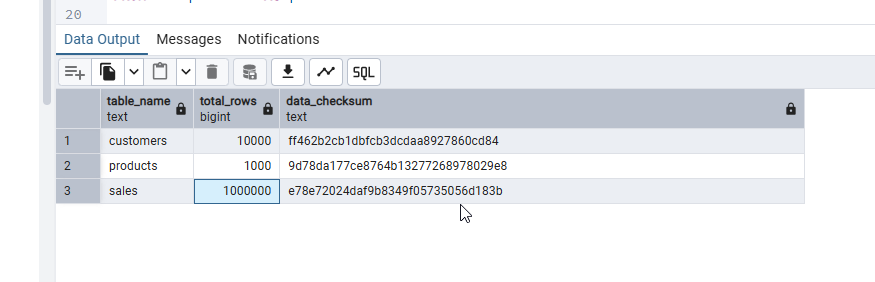 20
Data Output Messages Notifications
SQL
table_name total_rows data_checksum
text bigint text
1 customers 10000 ff462b2cb1dbfcb3dcdaa8927860cd84
2 products 1000 9d78da177ce8764b13277268978029e8
3 sales 1000000 e78e72024daf9b8349f05735056d183b